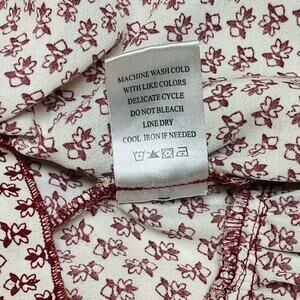 MACHINE WASH COLD
WITH LIKE COLORS
DELICATE CYCLE
DO NOT BLEACH
LINE DRY
COOL IRON IF NEEDED